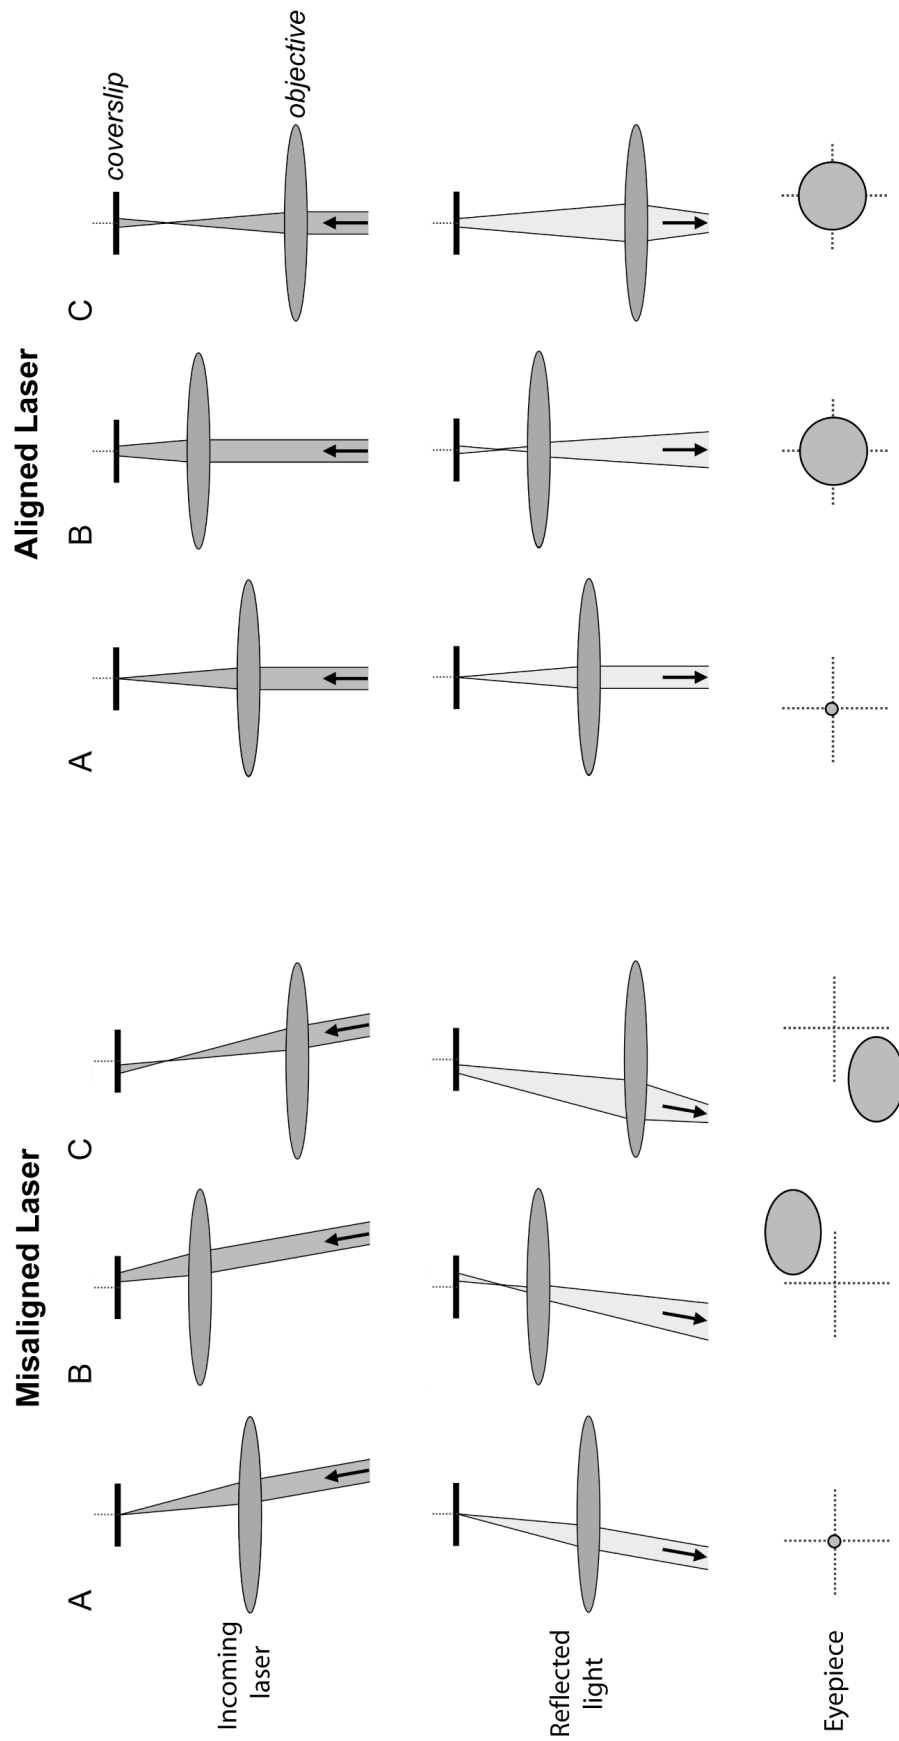 Misaligned Laser
Aligned Laser
A
B
C
A
B
C
coverslip
objective
Incoming
laser
Reflected
light
Eyepiece